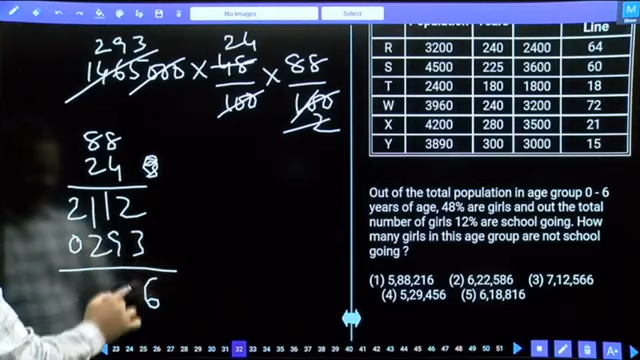 No Images
Select
M
Population Years
Line
R 3200 240 2400 64
S 4500 225 3600 60
T 2400 180 1800 18
W 3960 240 3200 72
X 4200 280 3500 21
Y 3890 300 3000 15
293 24
1465000 × 48 × 88
100 100
2
88
24
2112
0293
6
Out of the total population in age group 0 - 6
years of age, 48% are girls and out the total
number of girls 12% are school going. How
many girls in this age group are not school
going ?
(1) 5,88,216 (2) 6,22,586 (3) 7,12,566
(4) 5,29,456 (5) 6,18,816
23 24 25 26 27 28 29 30 31 32 33 34 35 36 37 38 39 40 41 42 43 44 45 46 47 48 49 50 51